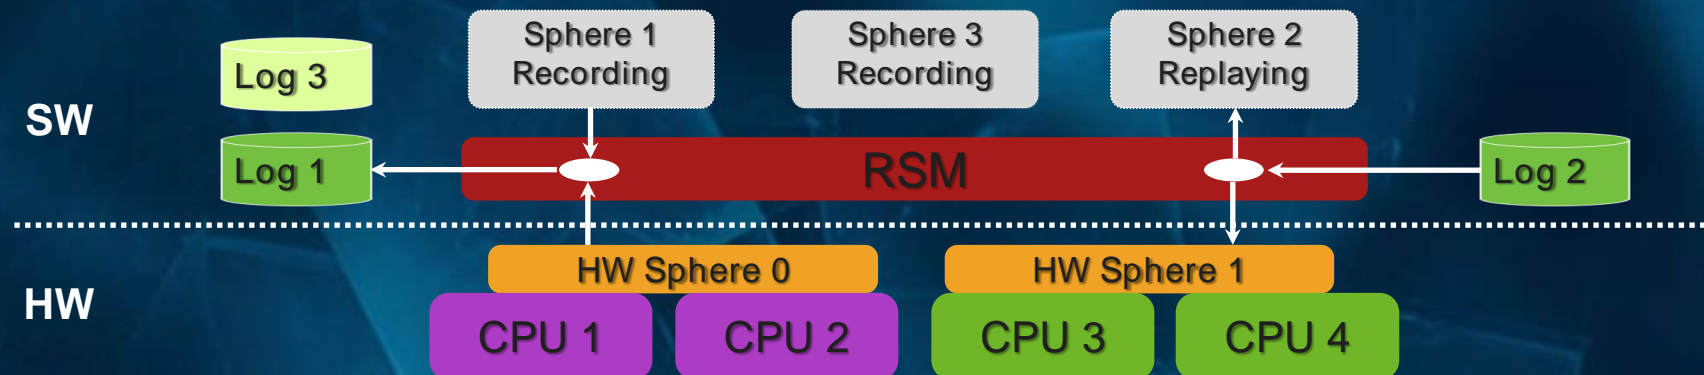 Sphere 1
Recording
Sphere 3
Recording
Sphere 2
Replaying
Log 3
SW
Log 1
RSM
Log 2
HW Sphere 0
HW Sphere 1
HW
CPU 1
CPU 2
CPU 3
CPU 4